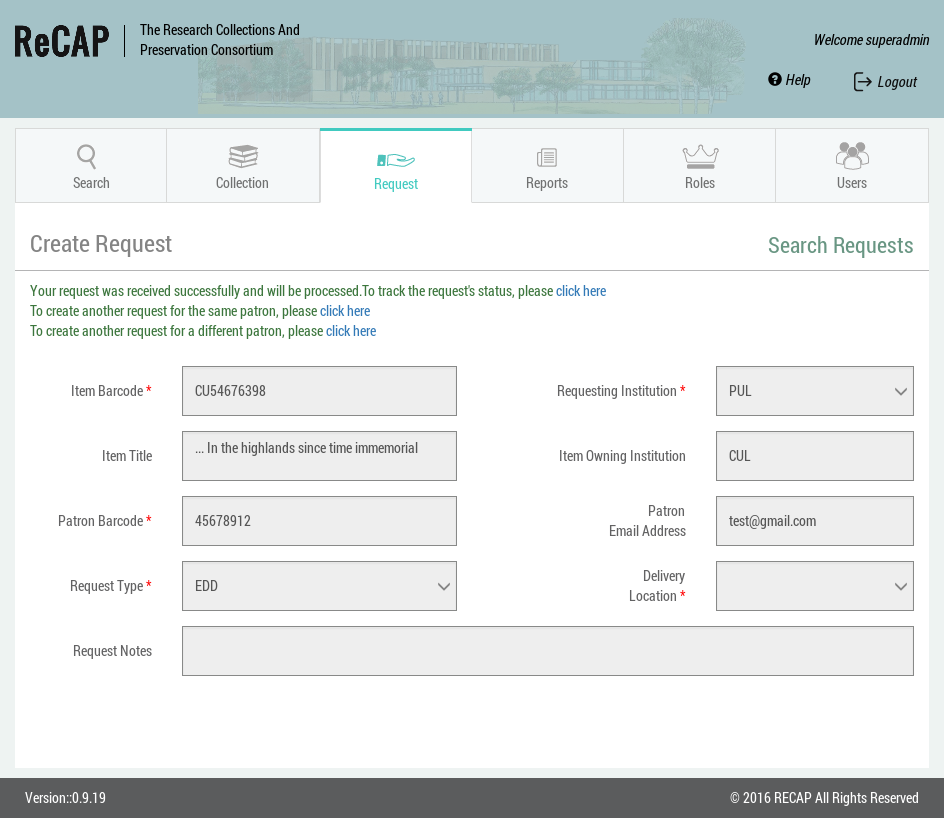 ReCAP
The Research Collections And
Preservation Consortium
Welcome superadmin
Help
Logout
Search
Collection
Request
Reports
Roles
Users
Create Request
Search Requests
Your request was received successfully and will be processed.To track the request's status, please click here
To create another request for the same patron, please click here
To create another request for a different patron, please click here
Item Barcode * CU54676398
Requesting Institution * PUL
Item Title ... In the highlands since time immemorial
Item Owning Institution CUL
Patron Barcode * 45678912
Patron
Email Address test@gmail.com
Request Type * EDD
Delivery
Location *
Request Notes
Version::0.9.19
© 2016 RECAP All Rights Reserved